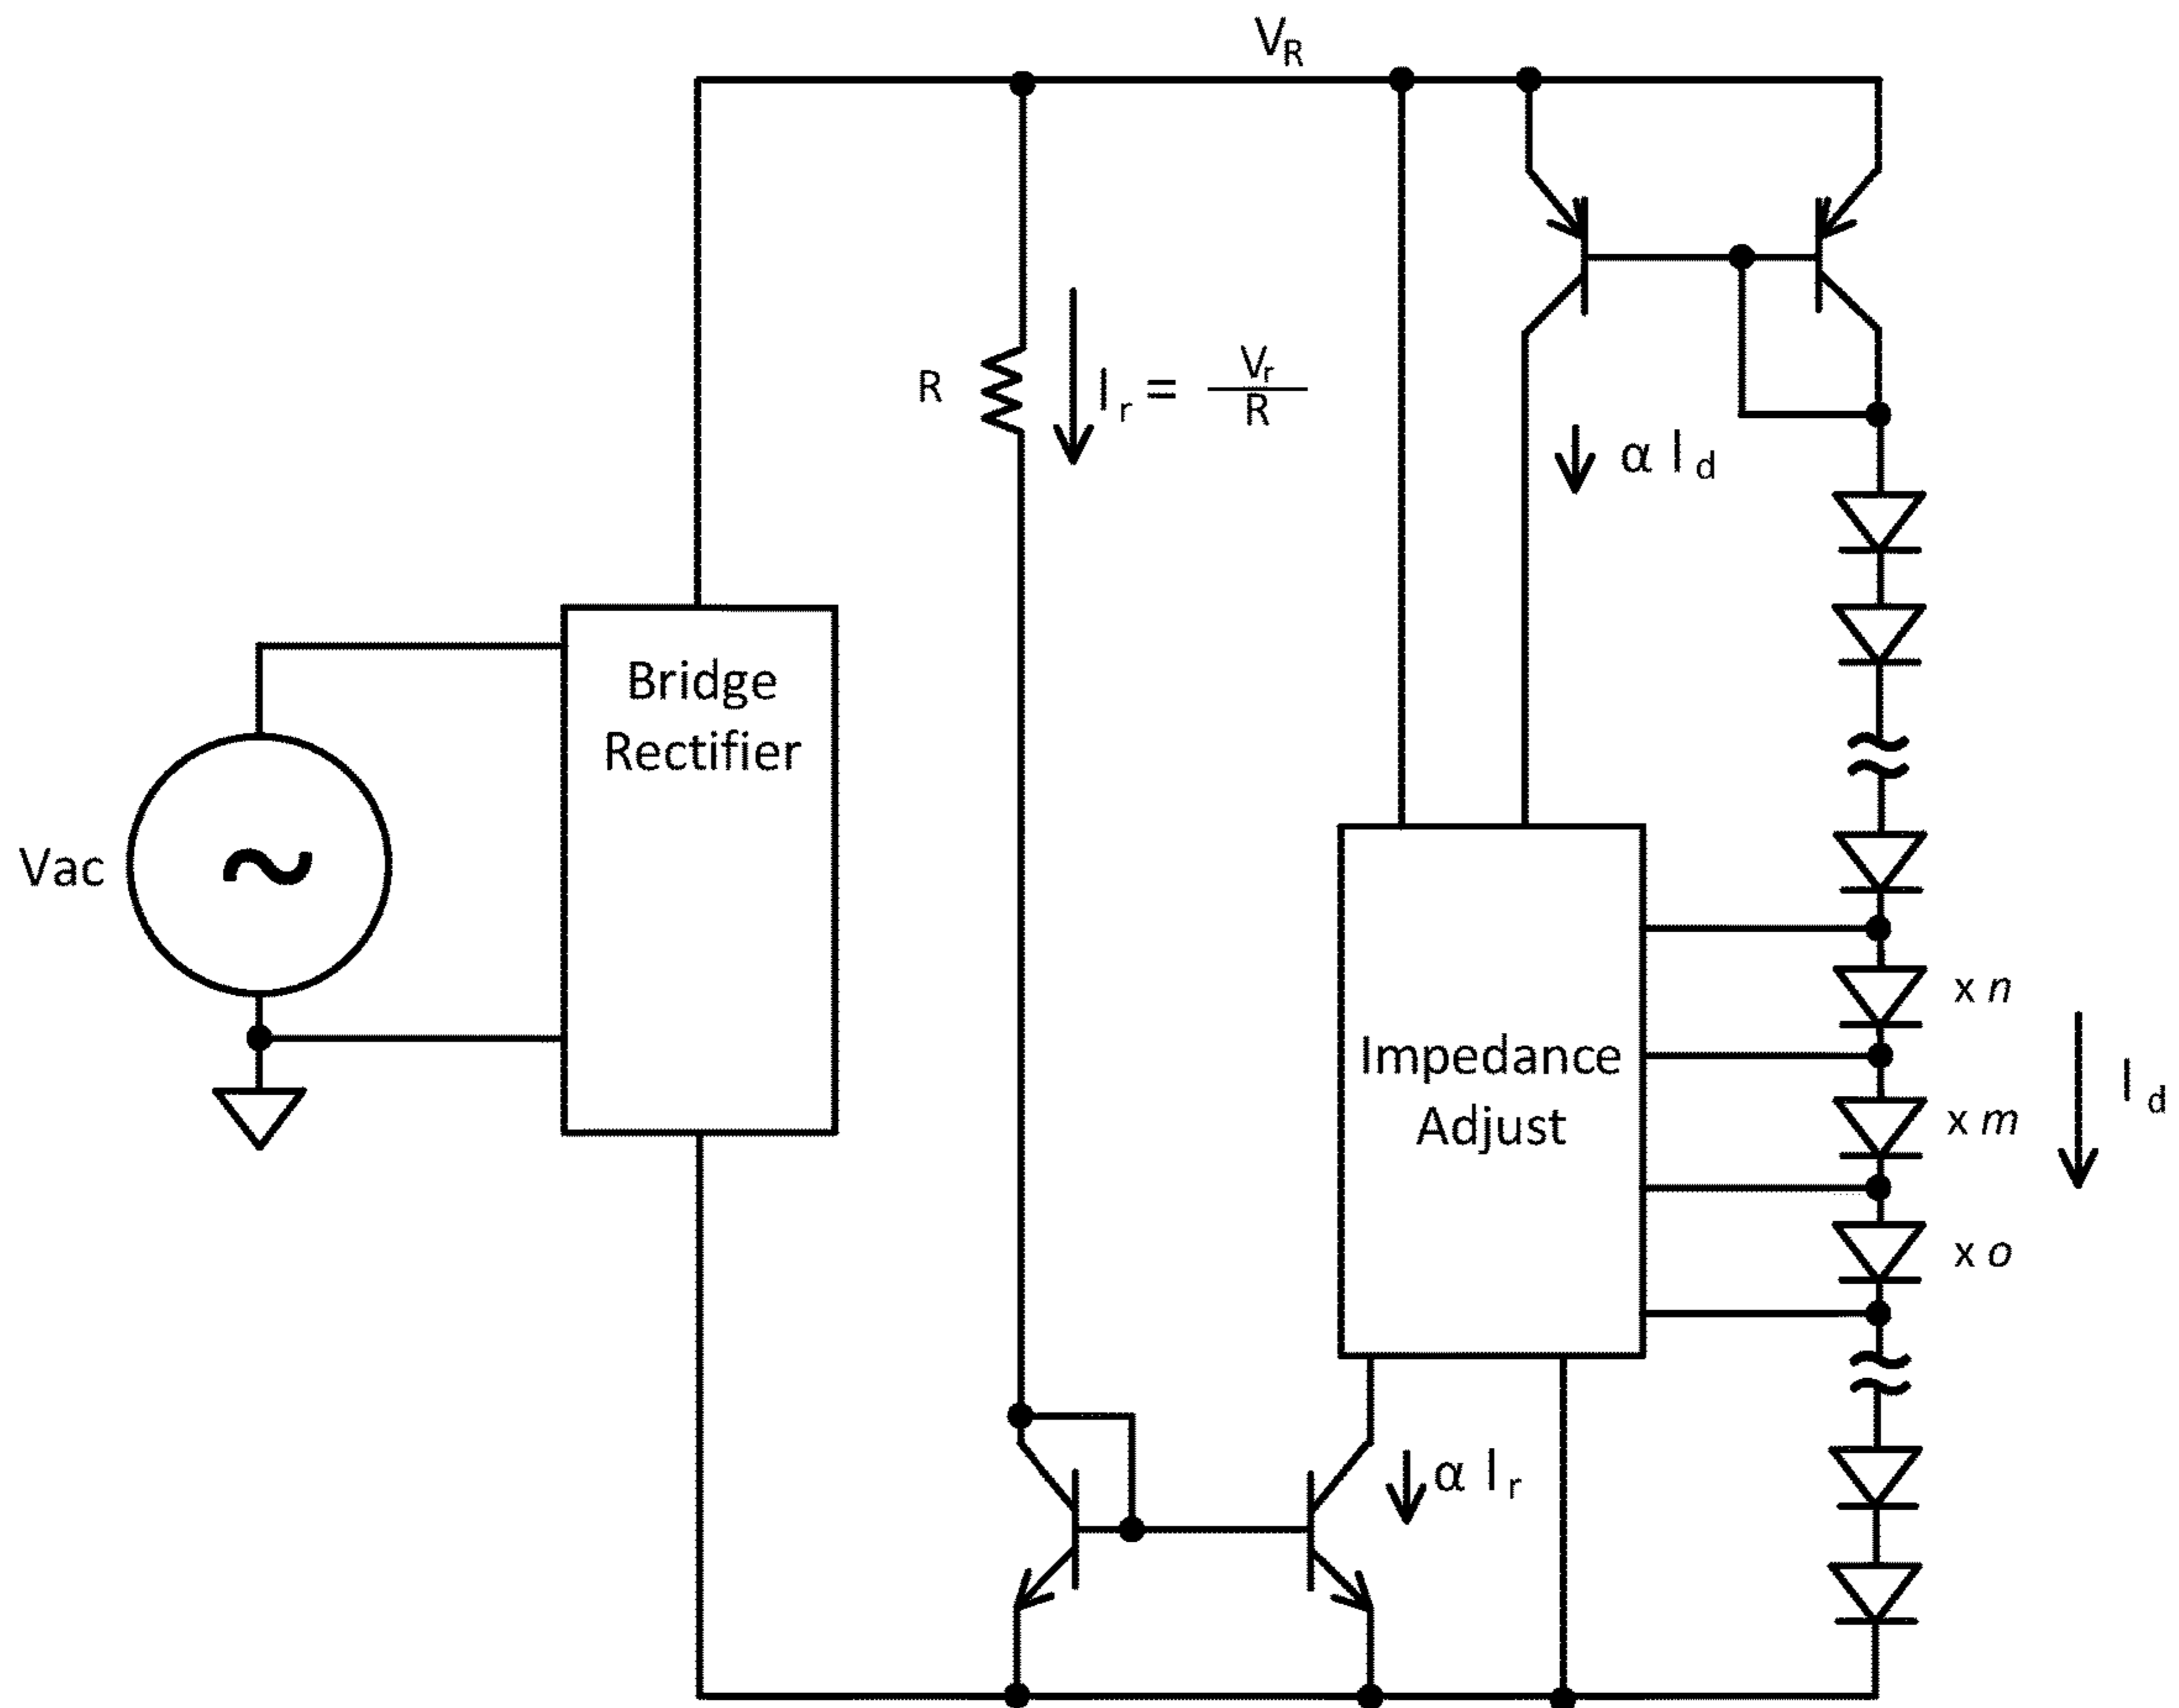 V_R
R
I_r = V_r / R
α I_d
Bridge
Rectifier
Vac
~
x n
Impedance
Adjust
x m
I_d
x o
α I_r